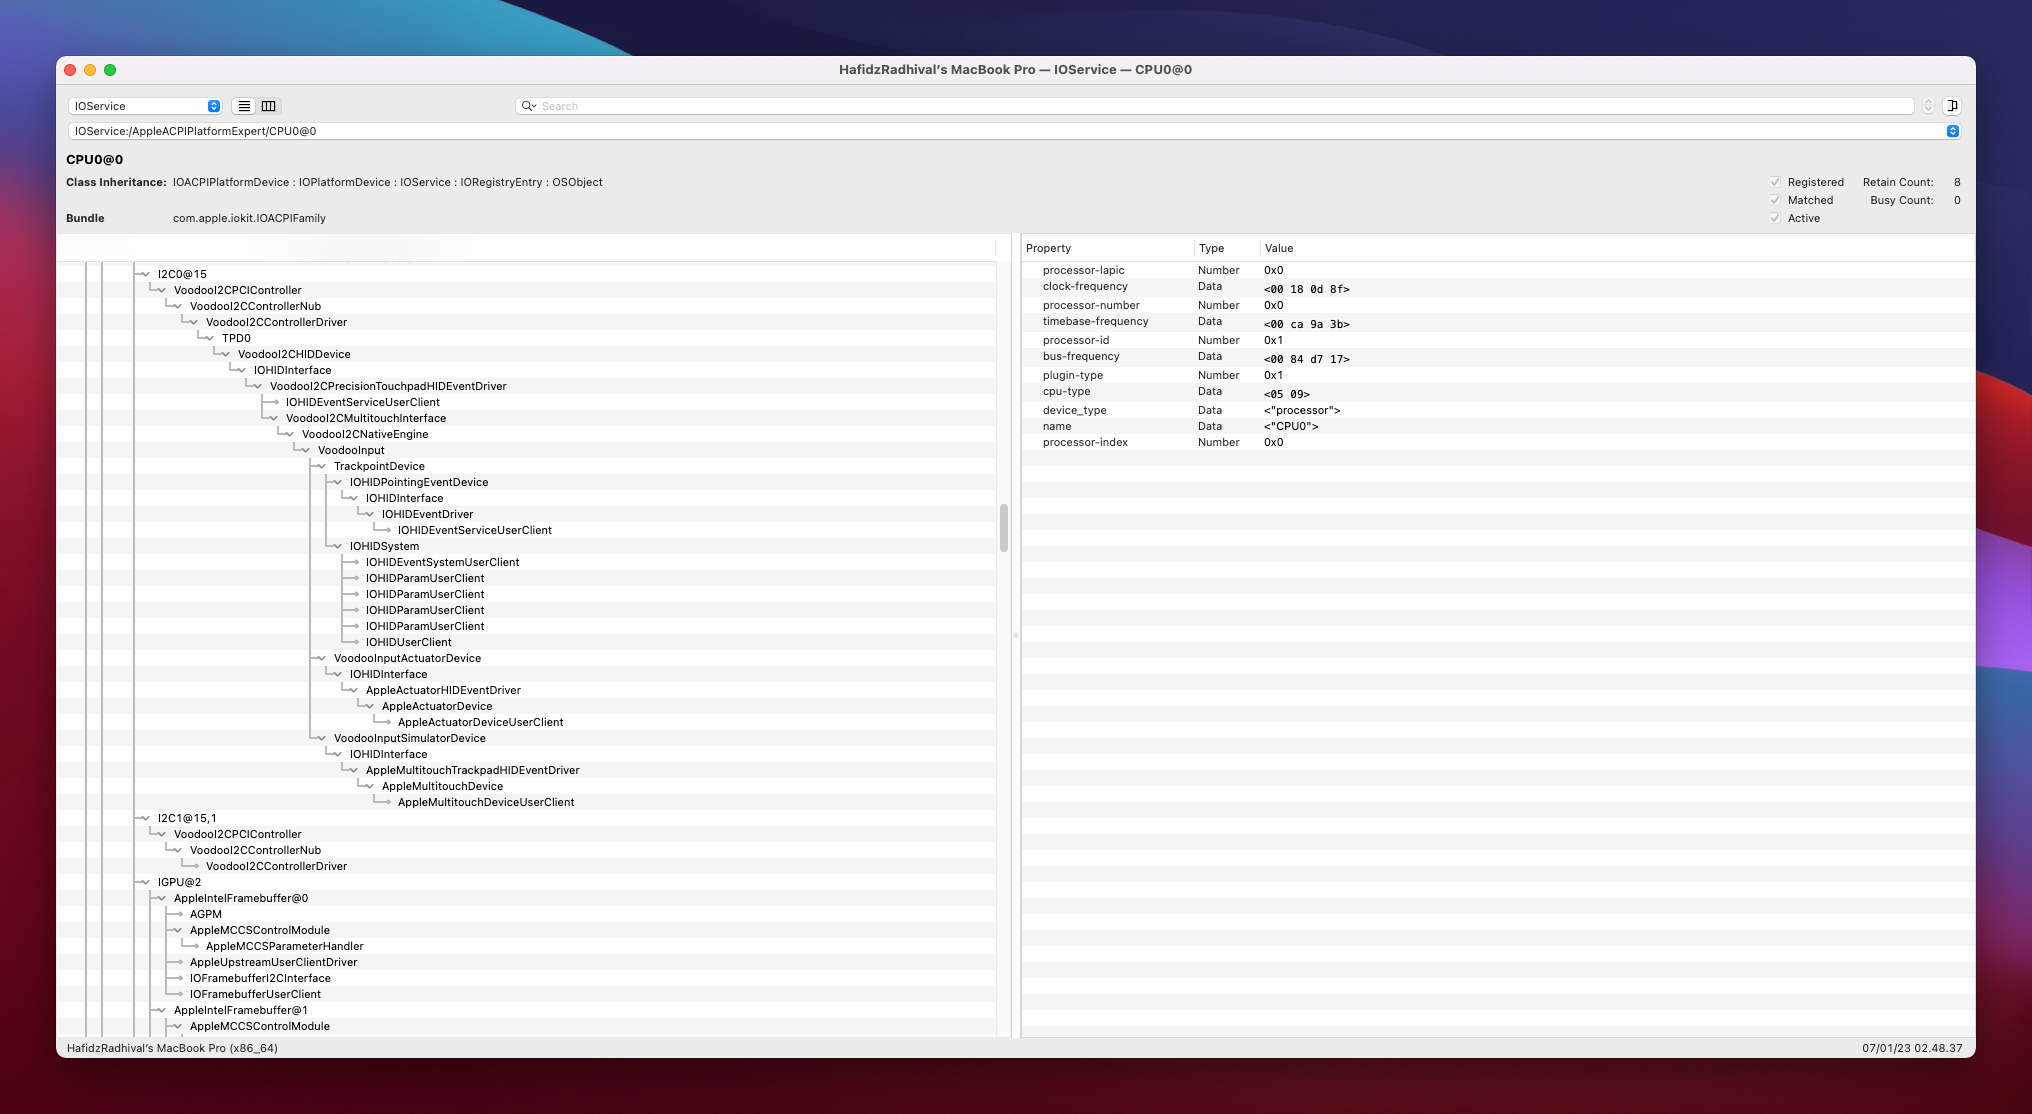 HafidzRadhival's MacBook Pro — IOService — CPU0@0
IOService
Search
IOService:/AppleACPIPlatformExpert/CPU0@0
CPU0@0
Class Inheritance: IOACPIPlatformDevice : IOPlatformDevice : IOService : IORegistryEntry : OSObject
Registered Retain Count: 8
Matched Busy Count: 0
Bundle com.apple.iokit.IOACPIFamily
Active
I2C0@15
VoodooI2CPCIController
VoodooI2CControllerNub
VoodooI2CControllerDriver
TPD0
VoodooI2CHIDDevice
IOHIDInterface
VoodooI2CPrecisionTouchpadHIDEventDriver
IOHIDEventServiceUserClient
VoodooI2CMultitouchInterface
VoodooI2CNativeEngine
VoodooInput
TrackpointDevice
IOHIDPointingEventDevice
IOHIDInterface
IOHIDEventDriver
IOHIDEventServiceUserClient
IOHIDSystem
IOHIDEventSystemUserClient
IOHIDParamUserClient
IOHIDParamUserClient
IOHIDParamUserClient
IOHIDParamUserClient
IOHIDUserClient
VoodooInputActuatorDevice
IOHIDInterface
AppleActuatorHIDEventDriver
AppleActuatorDevice
AppleActuatorDeviceUserClient
VoodooInputSimulatorDevice
IOHIDInterface
AppleMultitouchTrackpadHIDEventDriver
AppleMultitouchDevice
AppleMultitouchDeviceUserClient
I2C1@15,1
VoodooI2CPCIController
VoodooI2CControllerNub
VoodooI2CControllerDriver
IGPU@2
AppleIntelFramebuffer@0
AGPM
AppleMCCSControlModule
AppleMCCSParameterHandler
AppleUpstreamUserClientDriver
IOFramebufferI2CInterface
IOFramebufferUserClient
AppleIntelFramebuffer@1
AppleMCCSControlModule
Property Type Value
processor-lapic Number 0x0
clock-frequency Data <00 18 0d 8f>
processor-number Number 0x0
timebase-frequency Data <00 ca 9a 3b>
processor-id Number 0x1
bus-frequency Data <00 84 d7 17>
plugin-type Number 0x1
cpu-type Data <05 09>
device_type Data <"processor">
name Data <"CPU0">
processor-index Number 0x0
HafidzRadhival's MacBook Pro (x86_64)
07/01/23 02.48.37